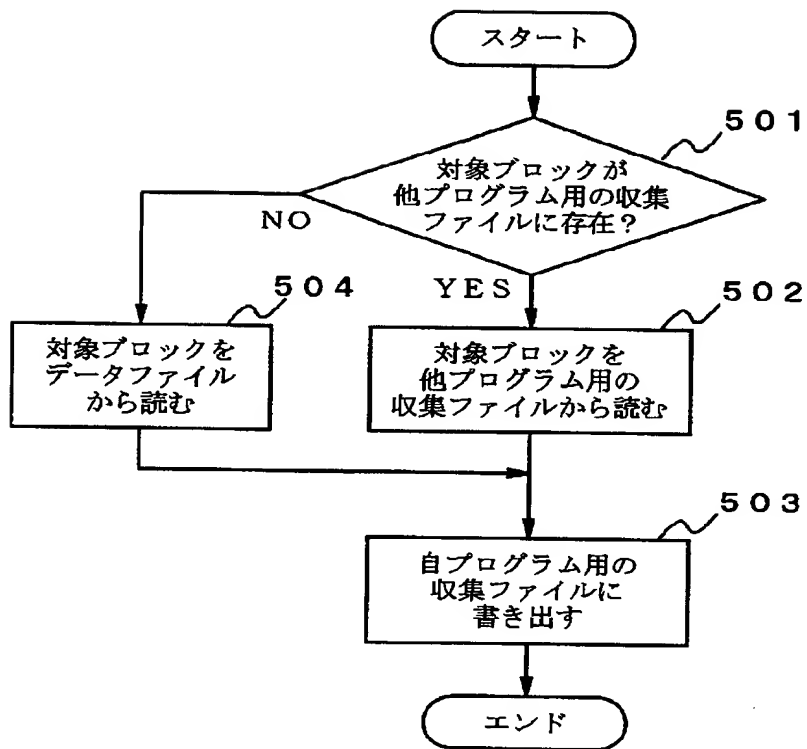 スタート
501
対象ブロックが
他プログラム用の収集
ファイルに存在?
NO
YES
504
対象ブロックを
データファイル
から読む
502
対象ブロックを
他プログラム用の
収集ファイルから読む
503
自プログラム用の
収集ファイルに
書き出す
エンド